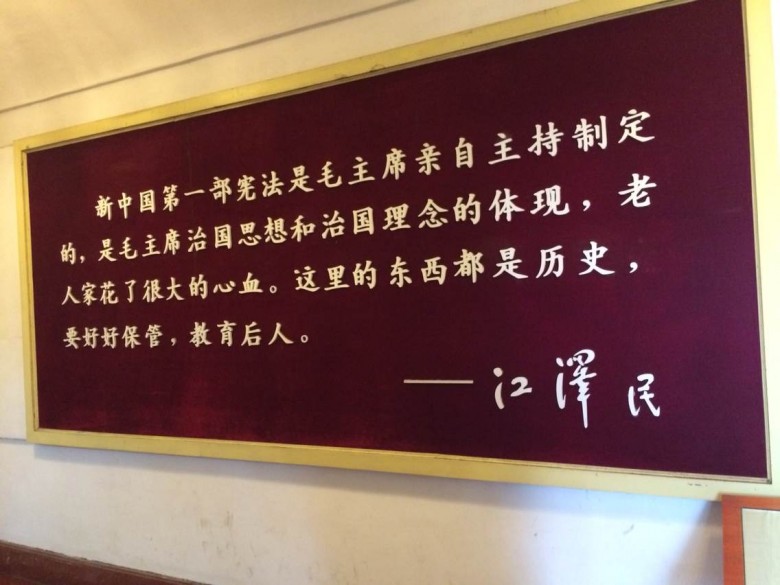 新中国第一部宪法是毛主席亲自主持制定
的，是毛主席治国思想和治国理念的体现，老
人家花了很大的心血。这里的东西都是历史，
要好好保管，教育后人。
——江澤民